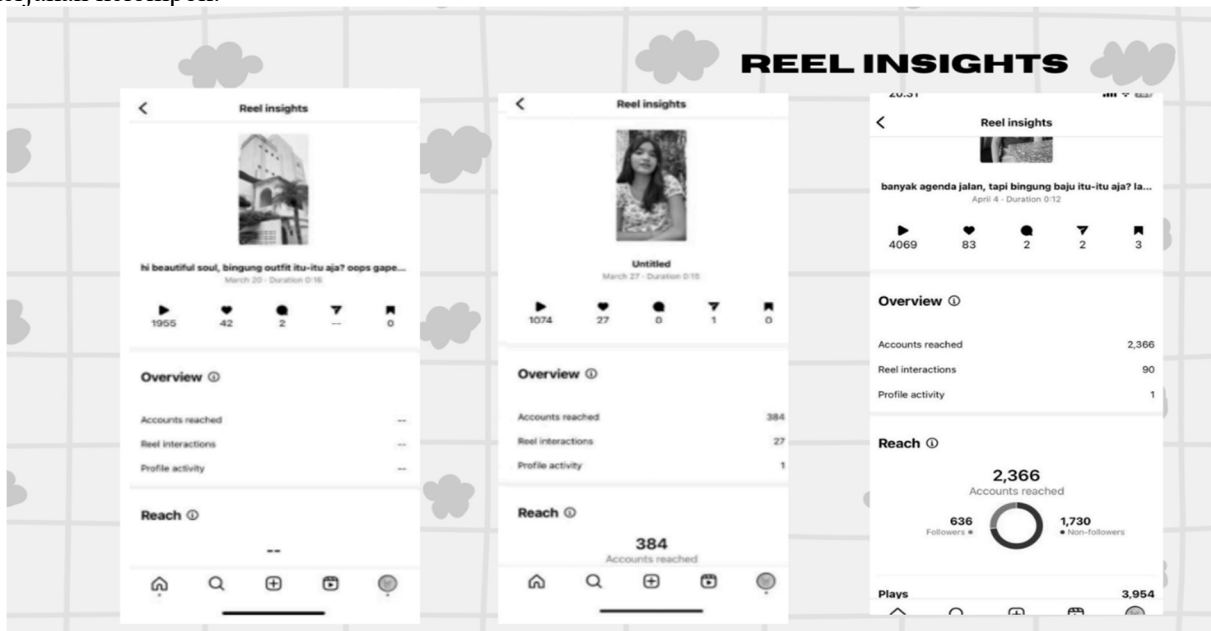 REEL INSIGHTS
Reel insights
hi beautiful soul, bingung outfit itu-itu aja? oops gape...
March 20 · Duration 0:16
1955 42 2 -- 0
Overview
Accounts reached --
Reel interactions --
Profile activity --
Reach
--
Reel insights
Untitled
March 27 · Duration 0:15
1074 27 0 1 0
Overview
Accounts reached 384
Reel interactions 27
Profile activity 1
Reach
384
Accounts reached
20:31
Reel insights
banyak agenda jalan, tapi bingung baju itu-itu aja? la...
April 4 · Duration 0:12
4069 83 2 2 3
Overview
Accounts reached 2,366
Reel interactions 90
Profile activity 1
Reach
2,366
Accounts reached
636 1,730
Followers Non-followers
Plays 3,954